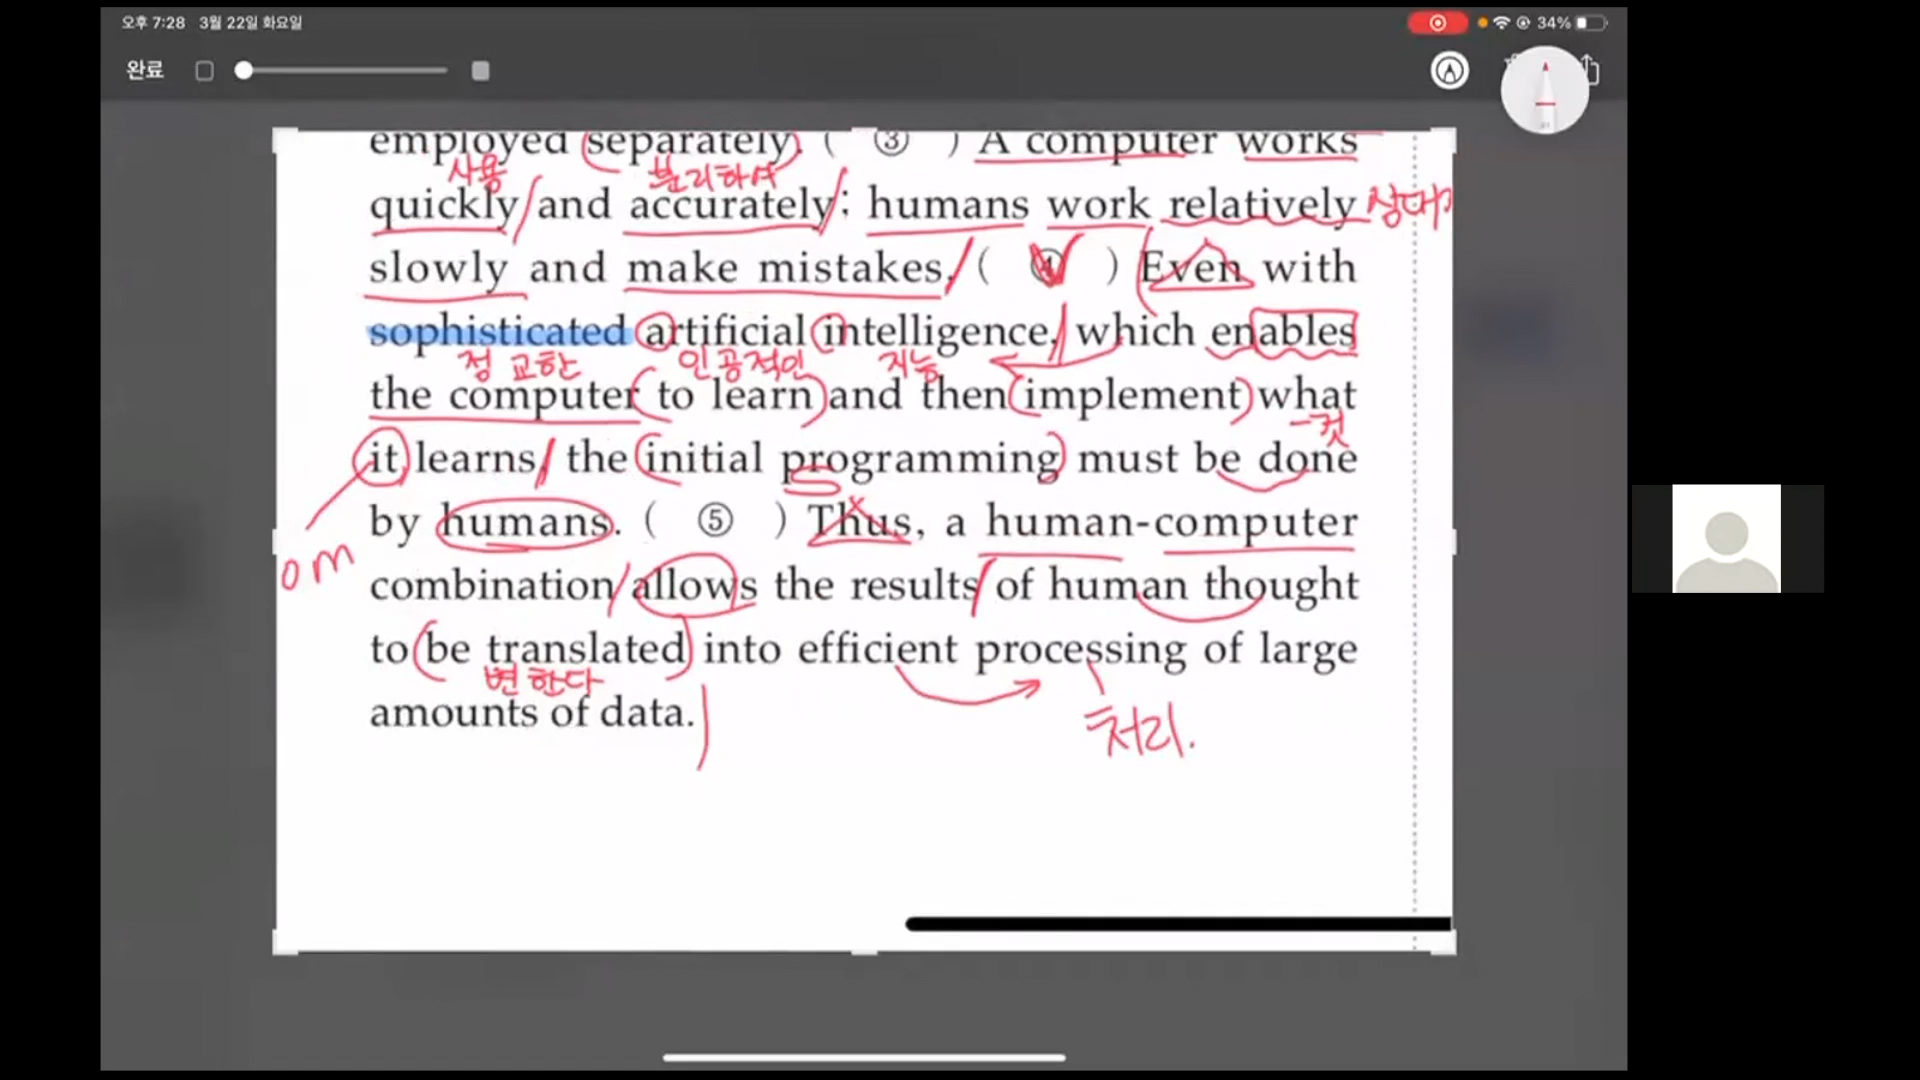 오후 7:28 3월 22일 화요일
34%
완료
employed separately. ( ③ ) A computer works
사용 분리하여
quickly and accurately; humans work relatively 상대
slowly and make mistakes. ( ④ ) Even with
sophisticated artificial intelligence, which enables
정교한 인공적인 지능
the computer to learn and then implement what
것
it learns, the initial programming must be done
S
by humans. ( ⑤ ) Thus, a human-computer
combination allows the results of human thought
to be translated into efficient processing of large
변한다
amounts of data.
처리.